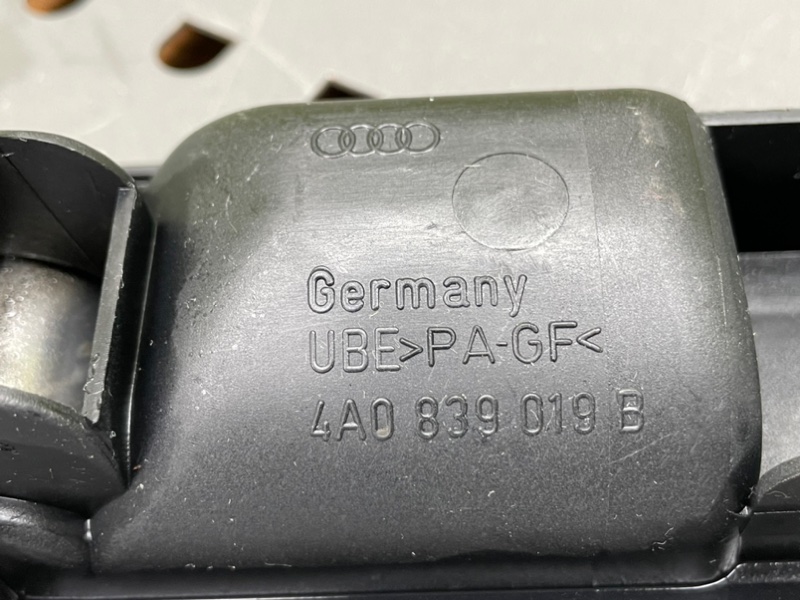 Germany
UBE>PA-GF<
4A0 839 019 B